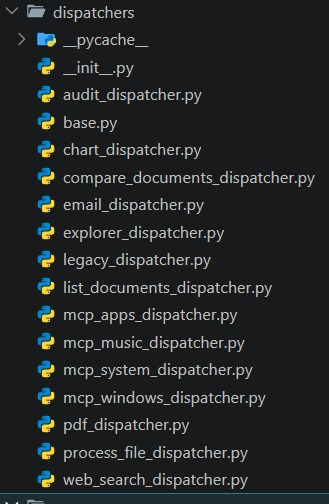 dispatchers
__pycache__
__init__.py
audit_dispatcher.py
base.py
chart_dispatcher.py
compare_documents_dispatcher.py
email_dispatcher.py
explorer_dispatcher.py
legacy_dispatcher.py
list_documents_dispatcher.py
mcp_apps_dispatcher.py
mcp_music_dispatcher.py
mcp_system_dispatcher.py
mcp_windows_dispatcher.py
pdf_dispatcher.py
process_file_dispatcher.py
web_search_dispatcher.py